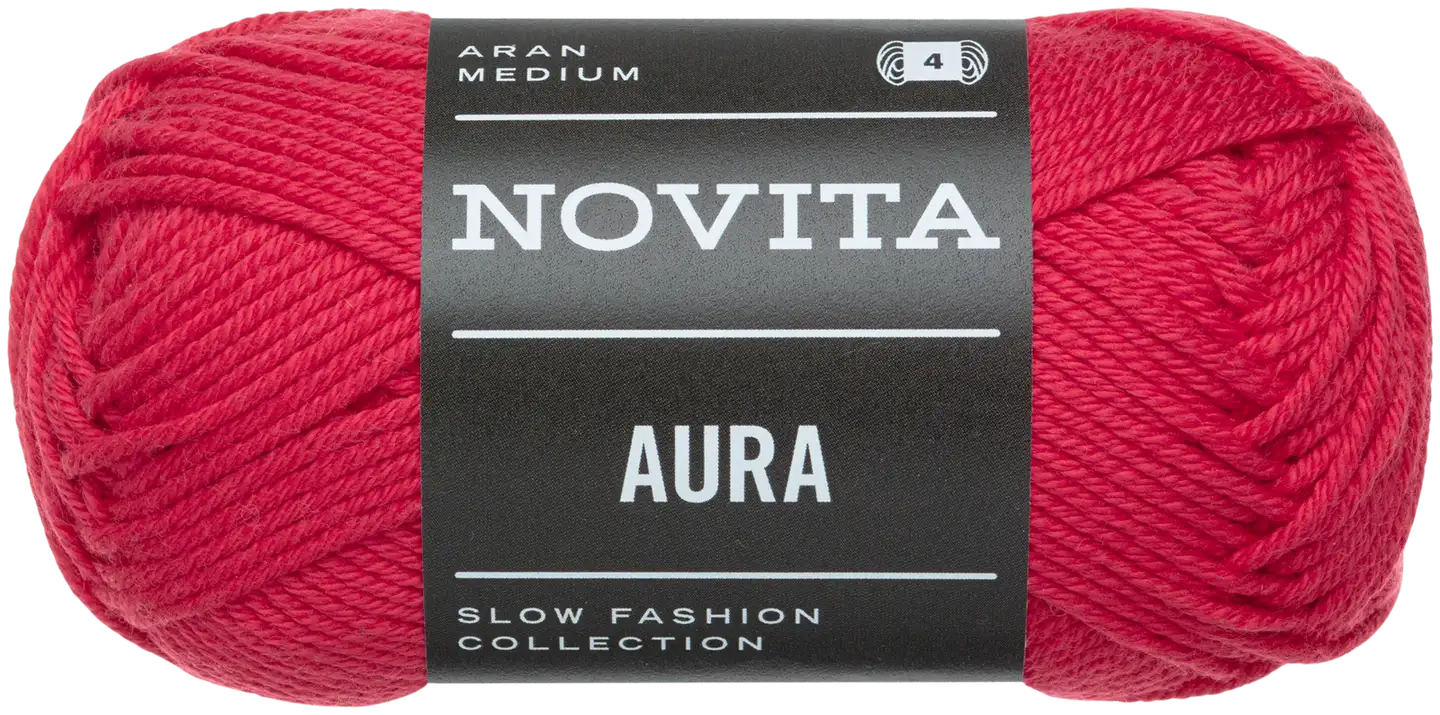 ARAN
MEDIUM
4
NOVITA
AURA
SLOW FASHION
COLLECTION